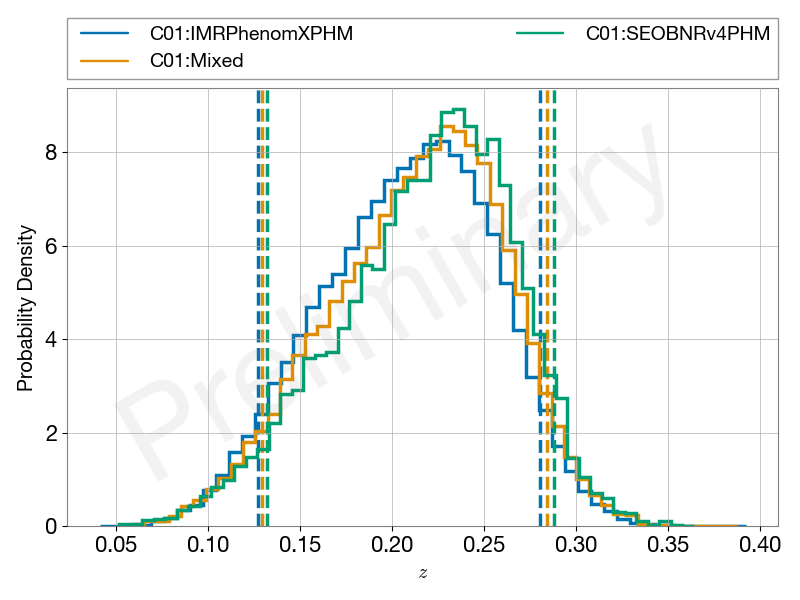 C01:IMRPhenomXPHM
C01:SEOBNRv4PHM
C01:Mixed
Preliminary
Probability Density
8
6
4
2
0
0.05 0.10 0.15 0.20 0.25 0.30 0.35 0.40
z